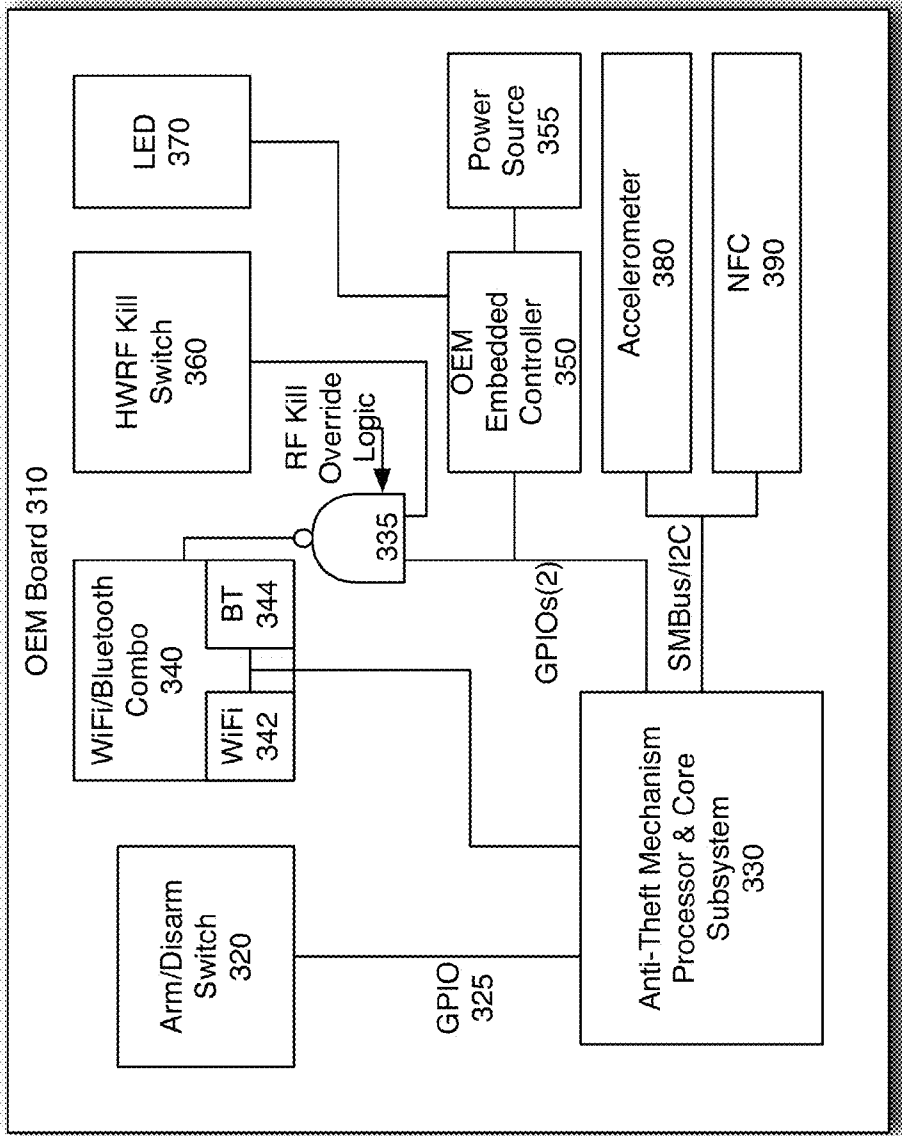 OEM Board 310
Arm/Disarm
Switch
320
WiFi/Bluetooth
Combo
340
WiFi
342
BT
344
HWRF Kill
Switch
360
LED
370
RF Kill
Override
Logic
335
GPIO
325
GPIOs(2)
OEM
Embedded
Controller
350
Power
Source
355
Anti-Theft Mechanism
Processor & Core
Subsystem
330
SMBus/I2C
Accelerometer
380
NFC
390